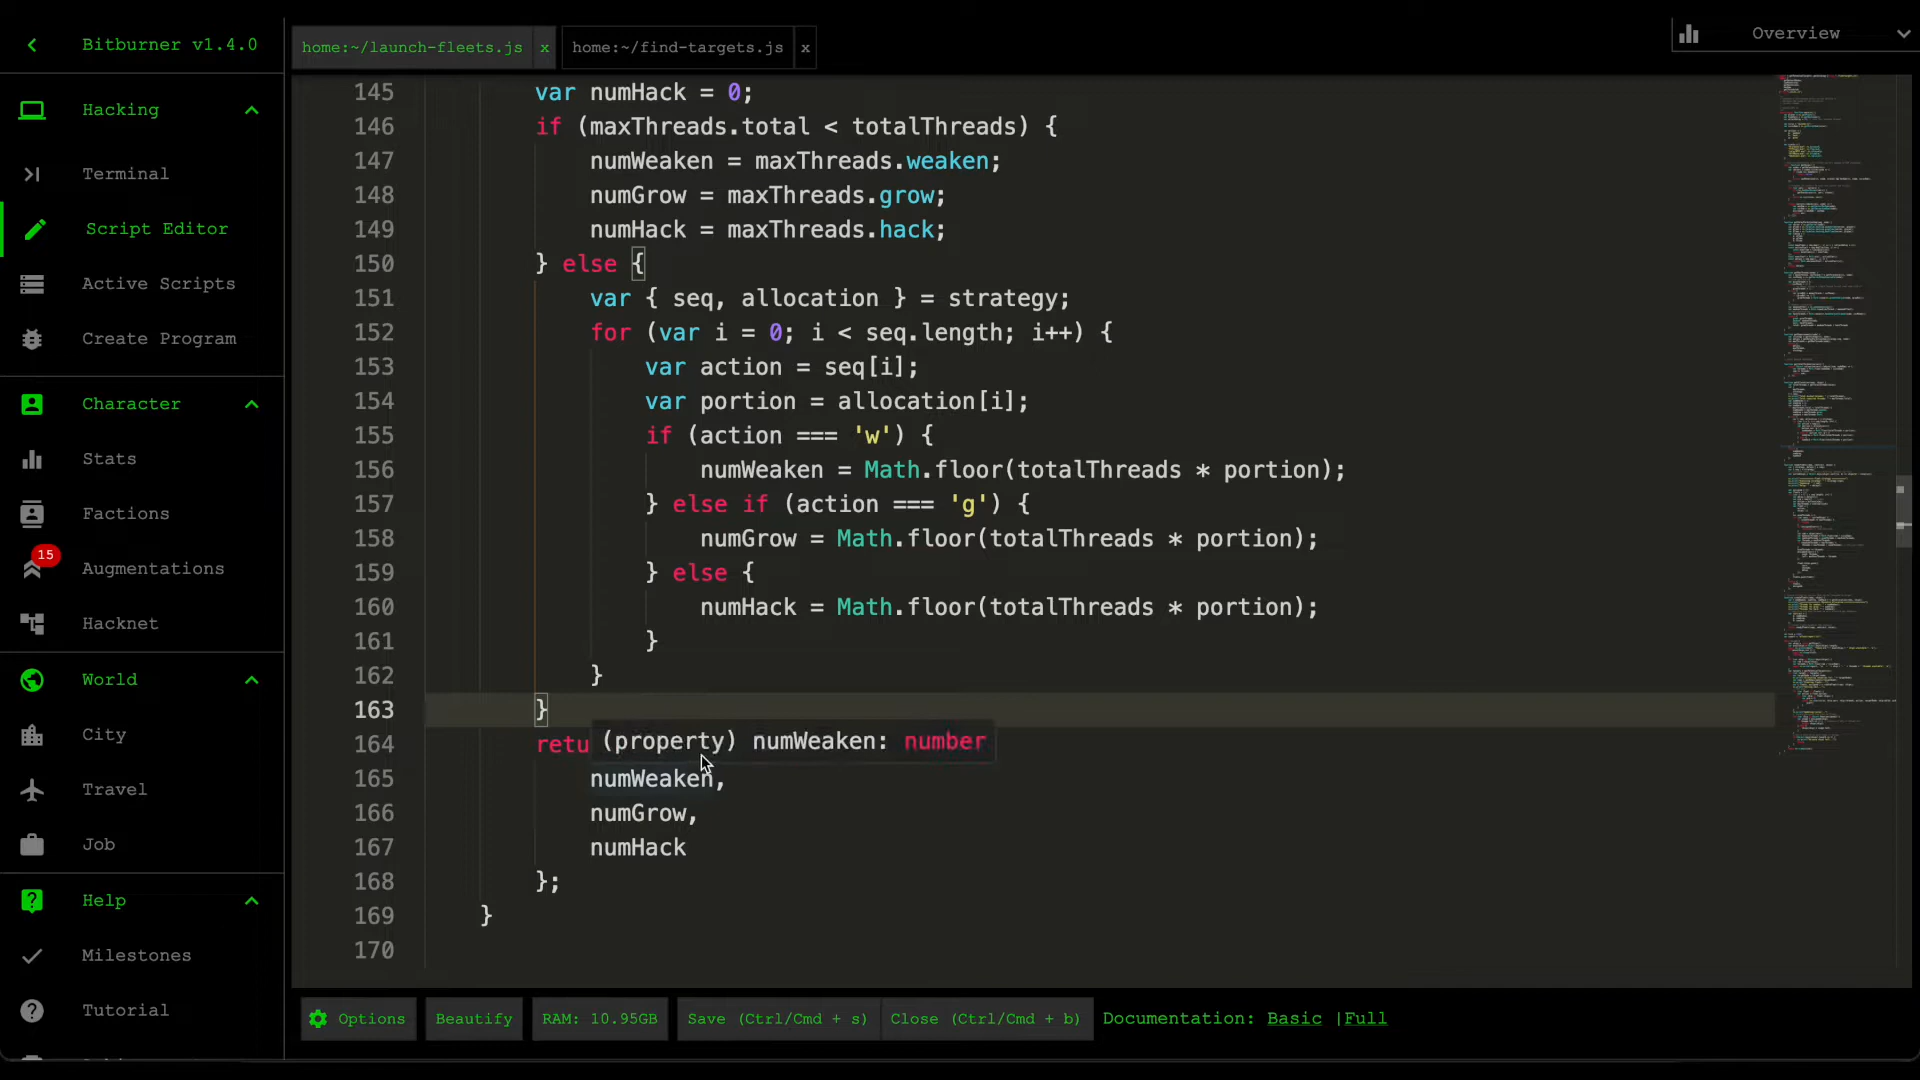 Bitburner v1.4.0
Hacking
Terminal
Script Editor
Active Scripts
Create Program
Character
Stats
Factions
15
Augmentations
Hacknet
World
City
Travel
Job
Help
Milestones
Tutorial
home:~/launch-fleets.js x
home:~/find-targets.js x
Overview
145 var numHack = 0;
146 if (maxThreads.total < totalThreads) {
147 numWeaken = maxThreads.weaken;
148 numGrow = maxThreads.grow;
149 numHack = maxThreads.hack;
150 } else {
151 var { seq, allocation } = strategy;
152 for (var i = 0; i < seq.length; i++) {
153 var action = seq[i];
154 var portion = allocation[i];
155 if (action === 'w') {
156 numWeaken = Math.floor(totalThreads * portion);
157 } else if (action === 'g') {
158 numGrow = Math.floor(totalThreads * portion);
159 } else {
160 numHack = Math.floor(totalThreads * portion);
161 }
162 }
163 }
164 retu
(property) numWeaken: number
165 numWeaken,
166 numGrow,
167 numHack
168 };
169 }
170
Options
Beautify
RAM: 10.95GB
Save (Ctrl/Cmd + s)
Close (Ctrl/Cmd + b)
Documentation: Basic |Full